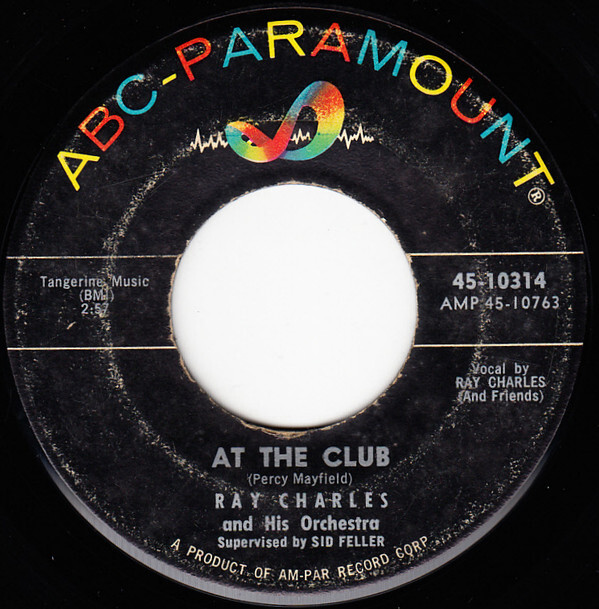 ABC-PARAMOUNT®
Tangerine Music
(BMI)
2:57
45-10314
AMP 45-10763
Vocal by
RAY CHARLES
(And Friends)
AT THE CLUB
(Percy Mayfield)
RAY CHARLES
and His Orchestra
Supervised by SID FELLER
A PRODUCT OF AM-PAR RECORD CORP.